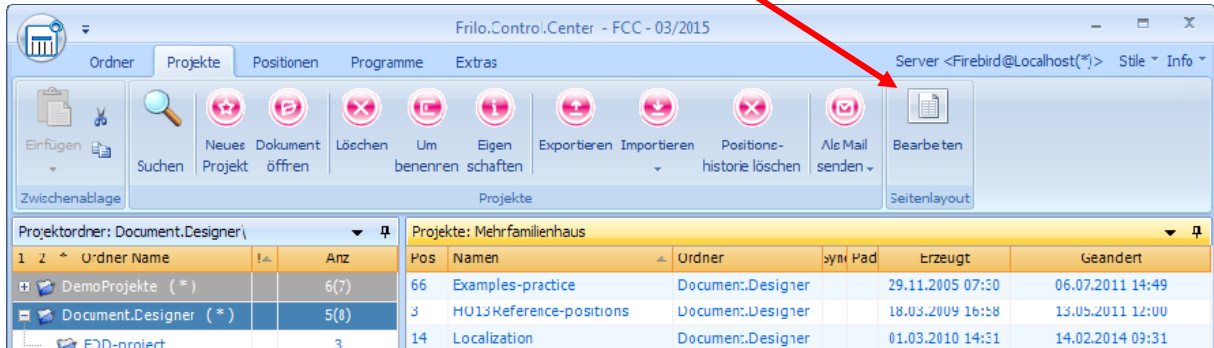 Frilo.Control.Center - FCC - 03/2015
Ordner Projekte Positionen Programme Extras Server <Firebird@Localhost(*)> Stile Info
Einfügen Suchen Neues Projekt Dokument öffnen Löschen Um benennen Eigen schaften Exportieren Importieren Positions- historie löschen Als Mail senden Bearbeiten
Zwischenablage Projekte Seitenlayout
Projektordner: Document.Designer\ Projekte: Mehrfamilienhaus
1 2 * Ordner Name ! Anz Pos Namen Ordner Sync Pad Erzeugt Geändert
DemoProjekte (*) 6(7) 66 Examples-practice Document.Designer 29.11.2005 07:30 06.07.2011 14:49
Document.Designer (*) 5(8) 3 HO13Reference-positions Document.Designer 18.03.2009 16:58 13.05.2011 12:00
FDD-project 3 14 Localization Document.Designer 01.03.2010 14:31 14.02.2014 09:31